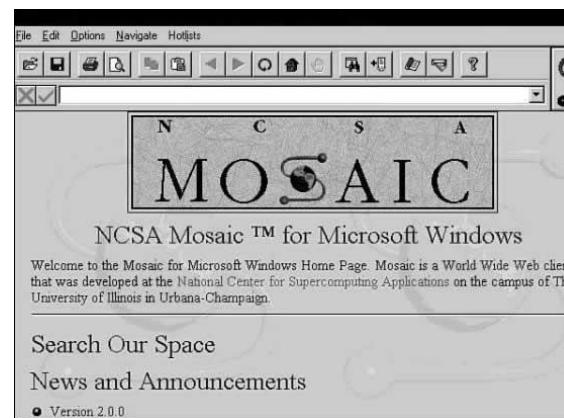 File Edit Options Navigate Hotlists
N C S A
MOSAIC
NCSA Mosaic ™ for Microsoft Windows
Welcome to the Mosaic for Microsoft Windows Home Page. Mosaic is a World Wide Web clie
that was developed at the National Center for Supercomputing Applications on the campus of Th
University of Illinois in Urbana-Champaign.
Search Our Space
News and Announcements
Version 2.0.0